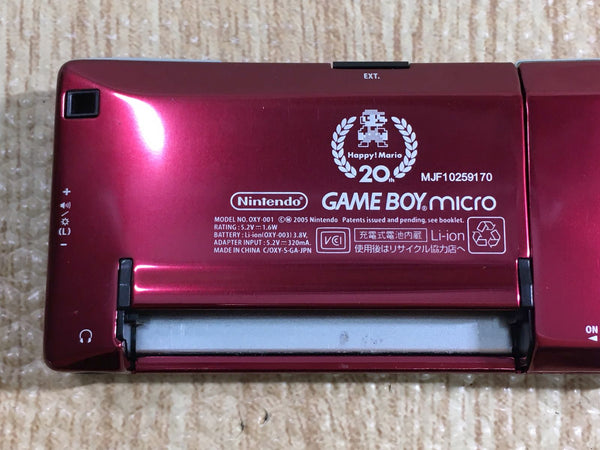 EXT.
Happy! Mario
20th
MJF10259170
Nintendo
GAME BOY micro
MODEL NO. OXY-001 ©Ⓜ 2005 Nintendo Patents issued and pending, see booklet.
RATING : 5.2V⎓1.6W
BATTERY : Li-ion(OXY-003) 3.8V,
ADAPTER INPUT : 5.2V⎓320mA.
MADE IN CHINA C/OXY-S-GA-JPN
VCI
充電式電池内蔵 Li-ion
使用後はリサイクル協力店へ
+
(L)
−
ON